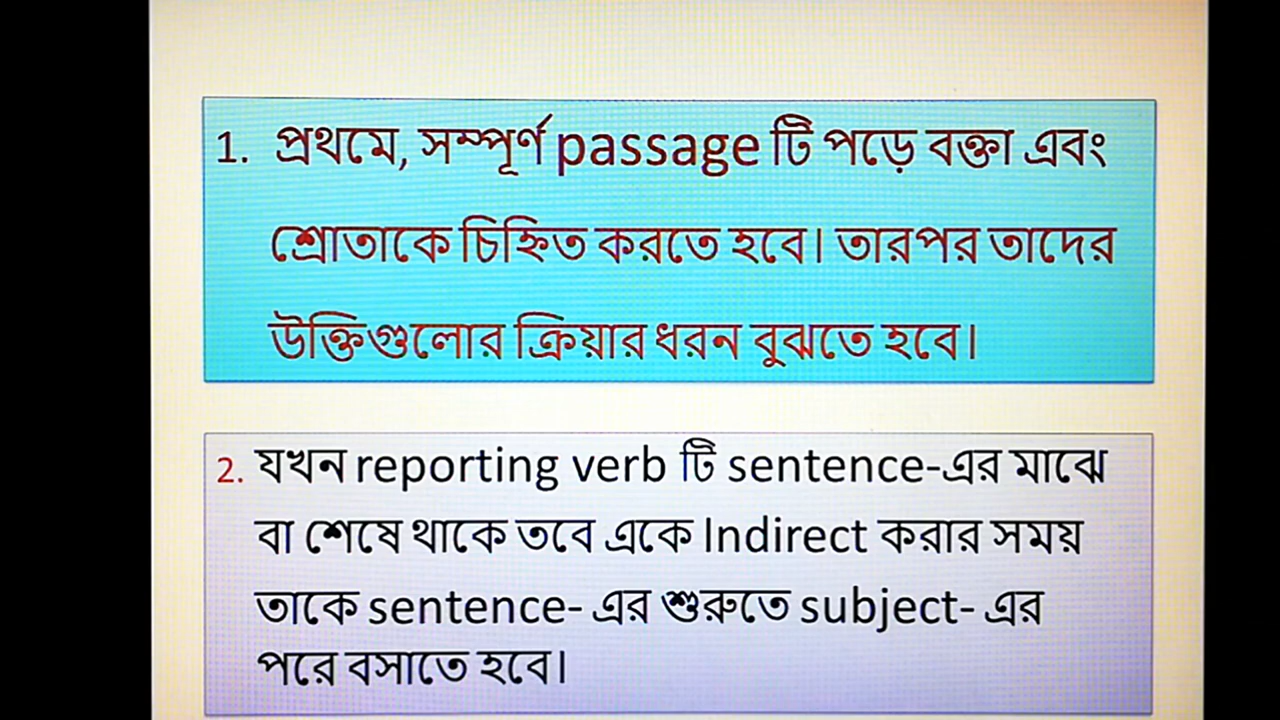 1. প্রথমে, সম্পূর্ণ passage টি পড়ে বক্তা এবং
শ্রোতাকে চিহ্নিত করতে হবে। তারপর তাদের
উক্তিগুলোর ক্রিয়ার ধরন বুঝতে হবে।
2. যখন reporting verb টি sentence-এর মাঝে
বা শেষে থাকে তবে একে Indirect করার সময়
তাকে sentence- এর শুরুতে subject- এর
পরে বসাতে হবে।